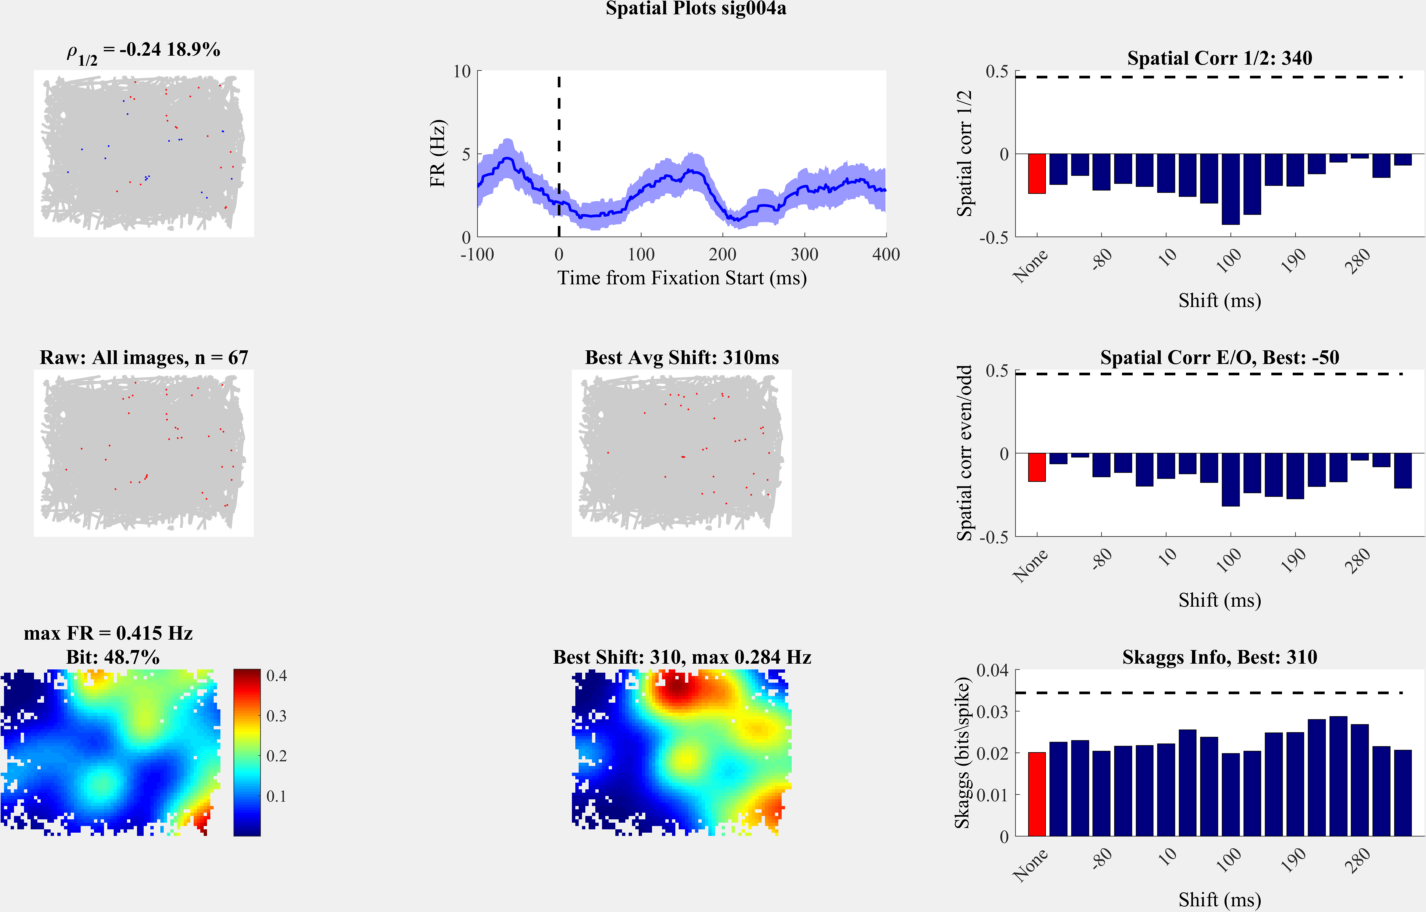 Spatial Plots sig004a
ρ1/2 = -0.24 18.9%
10
5
0
FR (Hz)
-100
0
100
200
300
400
Time from Fixation Start (ms)
Spatial Corr 1/2: 340
0.5
0
-0.5
Spatial corr 1/2
None
-80
10
100
190
280
Shift (ms)
Raw: All images, n = 67
Best Avg Shift: 310ms
Spatial Corr E/O, Best: -50
0.5
0
-0.5
Spatial corr even/odd
None
-80
10
100
190
280
Shift (ms)
max FR = 0.415 Hz
Bit: 48.7%
0.4
0.3
0.2
0.1
Best Shift: 310, max 0.284 Hz
Skaggs Info, Best: 310
0.04
0.03
0.02
0.01
0
Skaggs (bits\spike)
None
-80
10
100
190
280
Shift (ms)